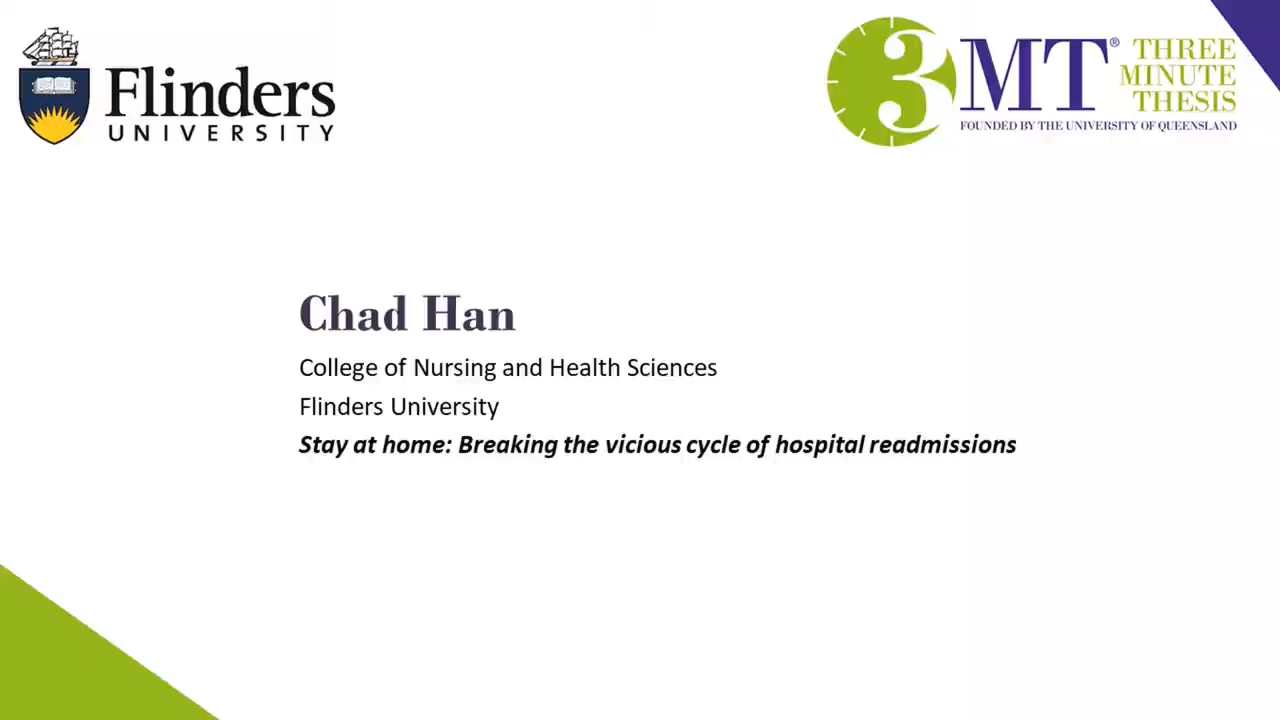 Flinders
UNIVERSITY
3MT®
THREE
MINUTE
THESIS
FOUNDED BY THE UNIVERSITY OF QUEENSLAND
Chad Han
College of Nursing and Health Sciences
Flinders University
Stay at home: Breaking the vicious cycle of hospital readmissions